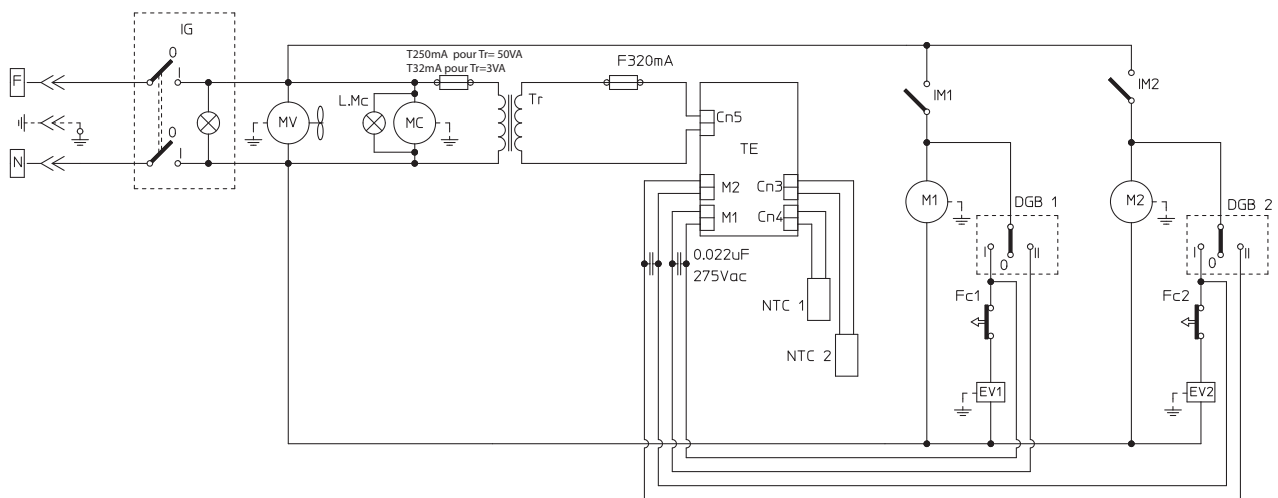 IG
0
I
F
N
0
I
MV
L.Mc
MC
T250mA pour Tr= 50VA
T32mA pour Tr=3VA
Tr
F320mA
Cn5
TE
M2
Cn3
M1
Cn4
0.022uF
275Vac
NTC 1
NTC 2
IM1
M1
DGB 1
I
0
II
Fc1
EV1
IM2
M2
DGB 2
I
0
II
Fc2
EV2